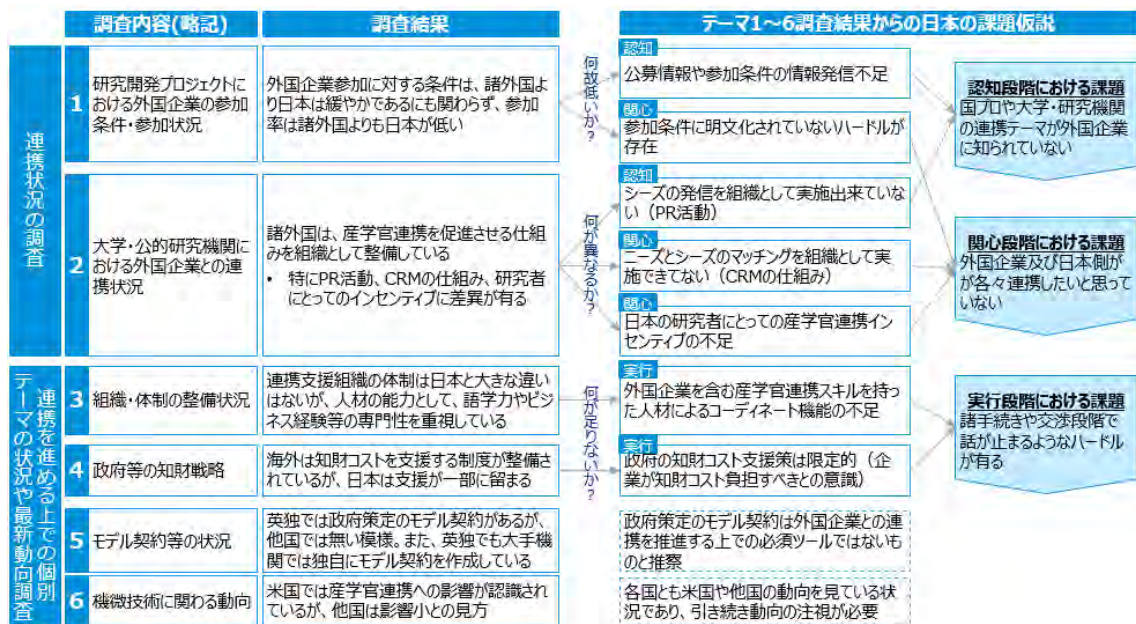 調査内容(略記)
調査結果
テーマ1～6調査結果からの日本の課題仮説
連携状況の調査
1
研究開発プロジェクトに
おける外国企業の参加
条件・参加状況
外国企業参加に対する条件は、諸外国よ
り日本は緩やかであるにも関わらず、参加
率は諸外国よりも日本が低い
何故低いか？
認知
公募情報や参加条件の情報発信不足
関心
参加条件に明文化されていないハードルが
存在
2
大学・公的研究機関に
おける外国企業との連
携状況
諸外国は、産学官連携を促進させる仕組
みを組織として整備している
• 特にPR活動、CRMの仕組み、研究者
にとってのインセンティブに差異が有る
何が異なるか？
認知
シーズの発信を組織として実施出来ていな
い（PR活動）
関心
ニーズとシーズのマッチングを組織として実
施できてない（CRMの仕組み）
関心
日本の研究者にとっての産学官連携イン
センティブの不足
連携を進める上での個別
テーマの状況や最新動向調査
3
組織・体制の整備状況
連携支援組織の体制は日本と大きな違い
はないが、人材の能力として、語学力やビジ
ネス経験等の専門性を重視している
何が足りないか？
実行
外国企業を含む産学官連携スキルを持っ
た人材によるコーディネート機能の不足
4
政府等の知財戦略
海外は知財コストを支援する制度が整備さ
れているが、日本は支援が一部に留まる
実行
政府の知財コスト支援策は限定的（企
業が知財コスト負担すべきとの意識）
5
モデル契約等の状況
英独では政府策定のモデル契約があるが、
他国では無い模様。また、英独でも大手機
関では独自にモデル契約を作成している
政府策定のモデル契約は外国企業との連
携を推進する上での必須ツールではないも
のと推察
6
機微技術に関わる動向
米国では産学官連携への影響が認識され
ているが、他国は影響小との見方
各国とも米国や他国の動向を見ている状
況であり、引き続き動向の注視が必要
認知段階における課題
国プロや大学・研究機関
の連携テーマが外国企業
に知られていない
関心段階における課題
外国企業及び日本側が
が各々連携したいと思って
いない
実行段階における課題
諸手続きや交渉段階で
話が止まるようなハードル
が有る